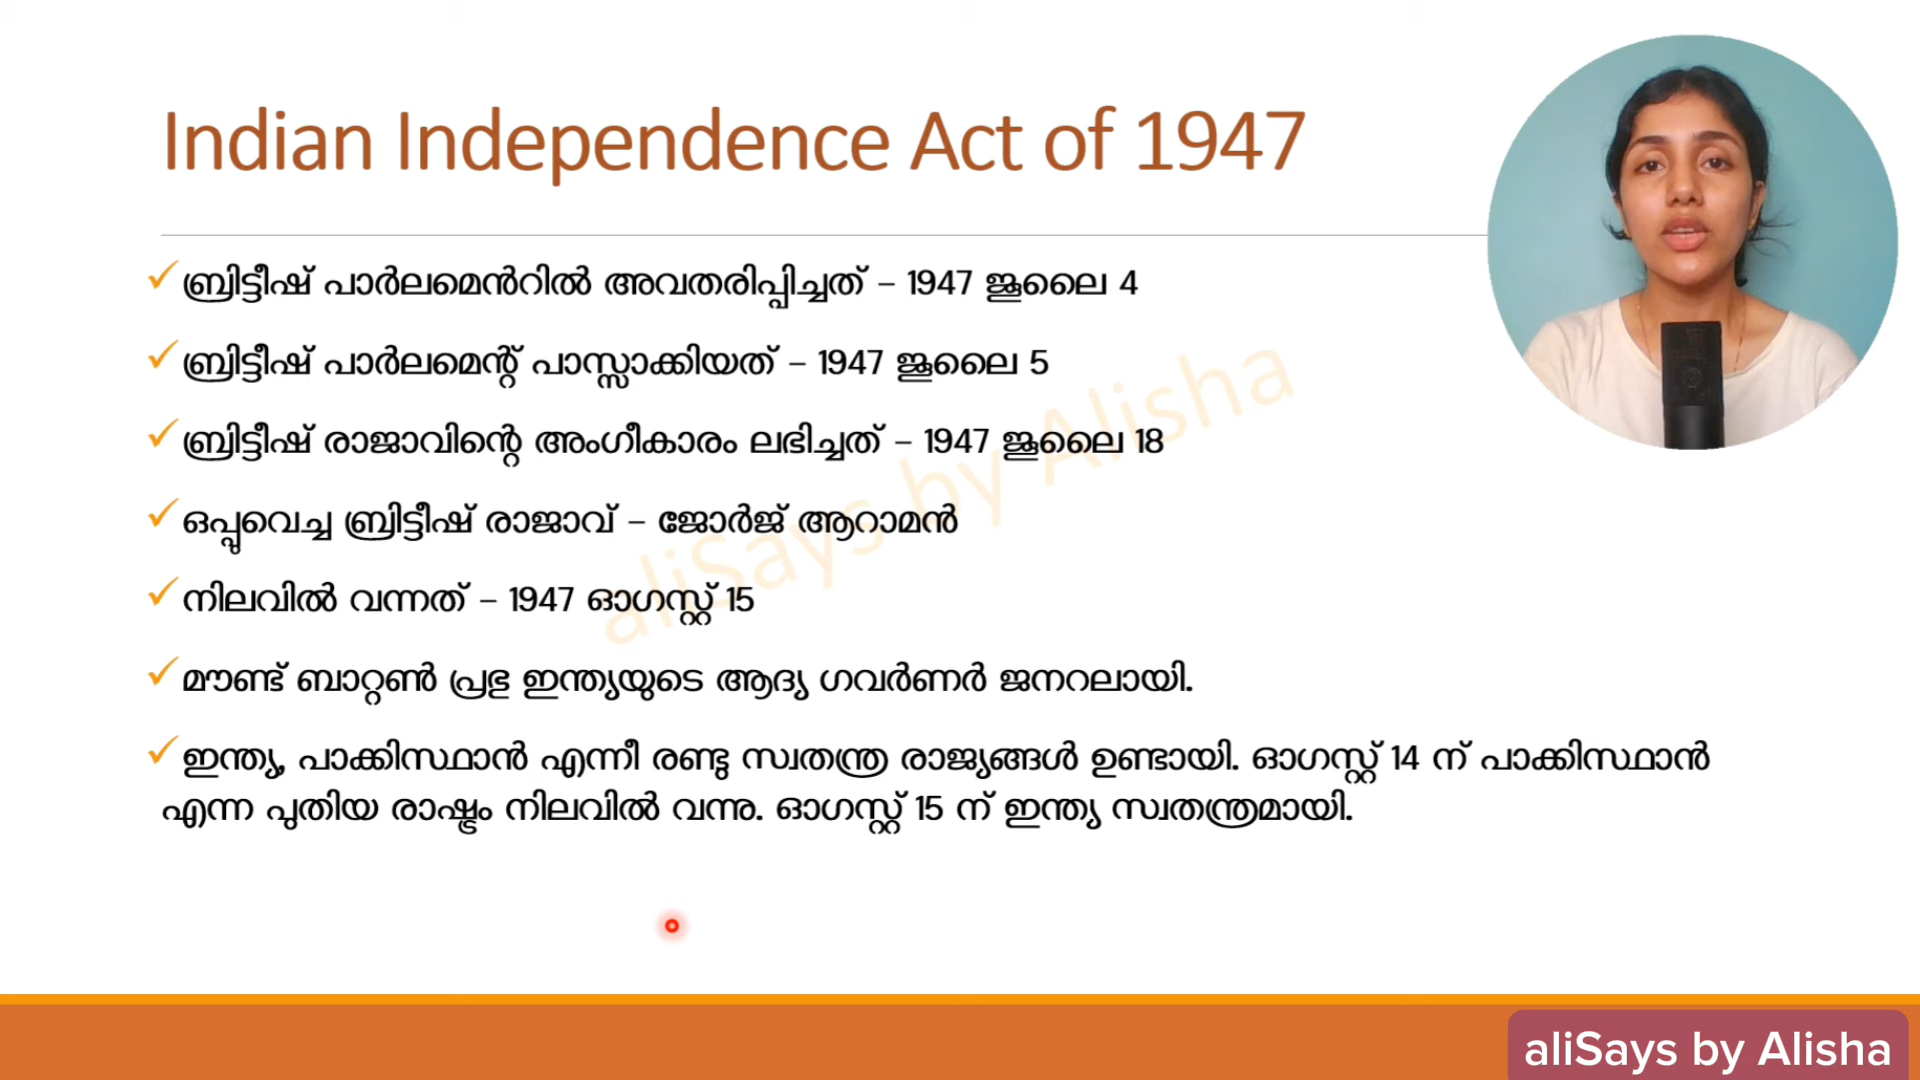 Indian Independence Act of 1947
ബ്രിട്ടീഷ് പാർലമെൻറിൽ അവതരിപ്പിച്ചത് – 1947 ജൂലൈ 4
ബ്രിട്ടീഷ് പാർലമെന്റ് പാസ്സാക്കിയത് – 1947 ജൂലൈ 5
ബ്രിട്ടീഷ് രാജാവിന്റെ അംഗീകാരം ലഭിച്ചത് – 1947 ജൂലൈ 18
ഒപ്പുവെച്ച ബ്രിട്ടീഷ് രാജാവ് – ജോർജ് ആറാമൻ
നിലവിൽ വന്നത് – 1947 ഓഗസ്റ്റ് 15
മൗണ്ട് ബാറ്റൺ പ്രഭു ഇന്ത്യയുടെ ആദ്യ ഗവർണർ ജനറലായി.
ഇന്ത്യ, പാക്കിസ്ഥാൻ എന്നീ രണ്ടു സ്വതന്ത്ര രാജ്യങ്ങൾ ഉണ്ടായി. ഓഗസ്റ്റ് 14 ന് പാക്കിസ്ഥാൻ
എന്ന പുതിയ രാഷ്ട്രം നിലവിൽ വന്നു. ഓഗസ്റ്റ് 15 ന് ഇന്ത്യ സ്വതന്ത്രമായി.
aliSays by Alisha
aliSays by Alisha